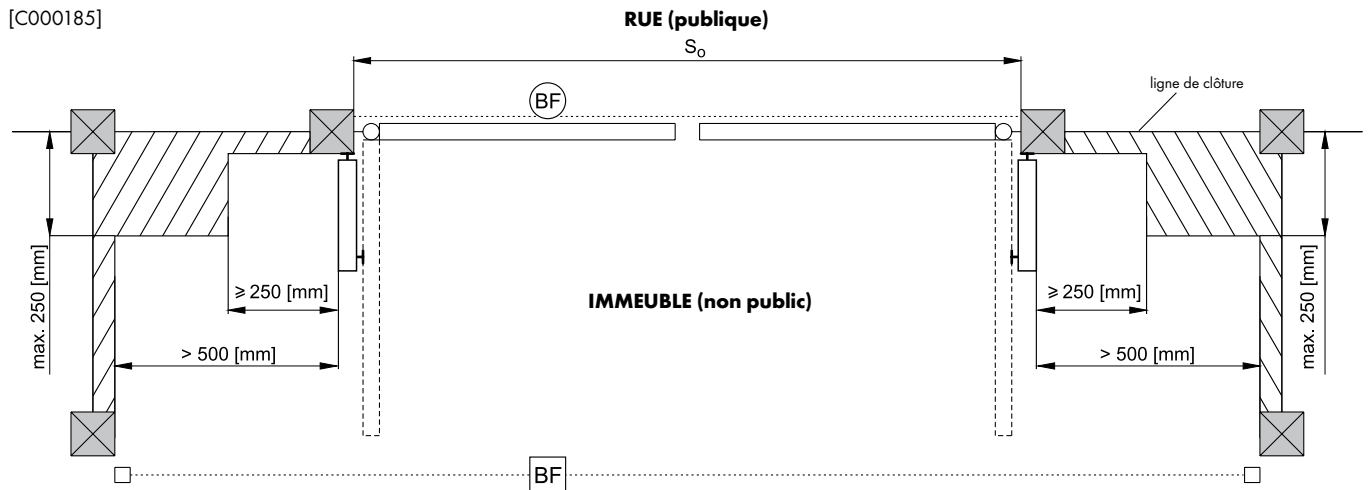 [C000185]
RUE (publique)
So
BF
ligne de clôture
max. 250 [mm]
≥ 250 [mm]
> 500 [mm]
IMMEUBLE (non public)
≥ 250 [mm]
> 500 [mm]
max. 250 [mm]
BF